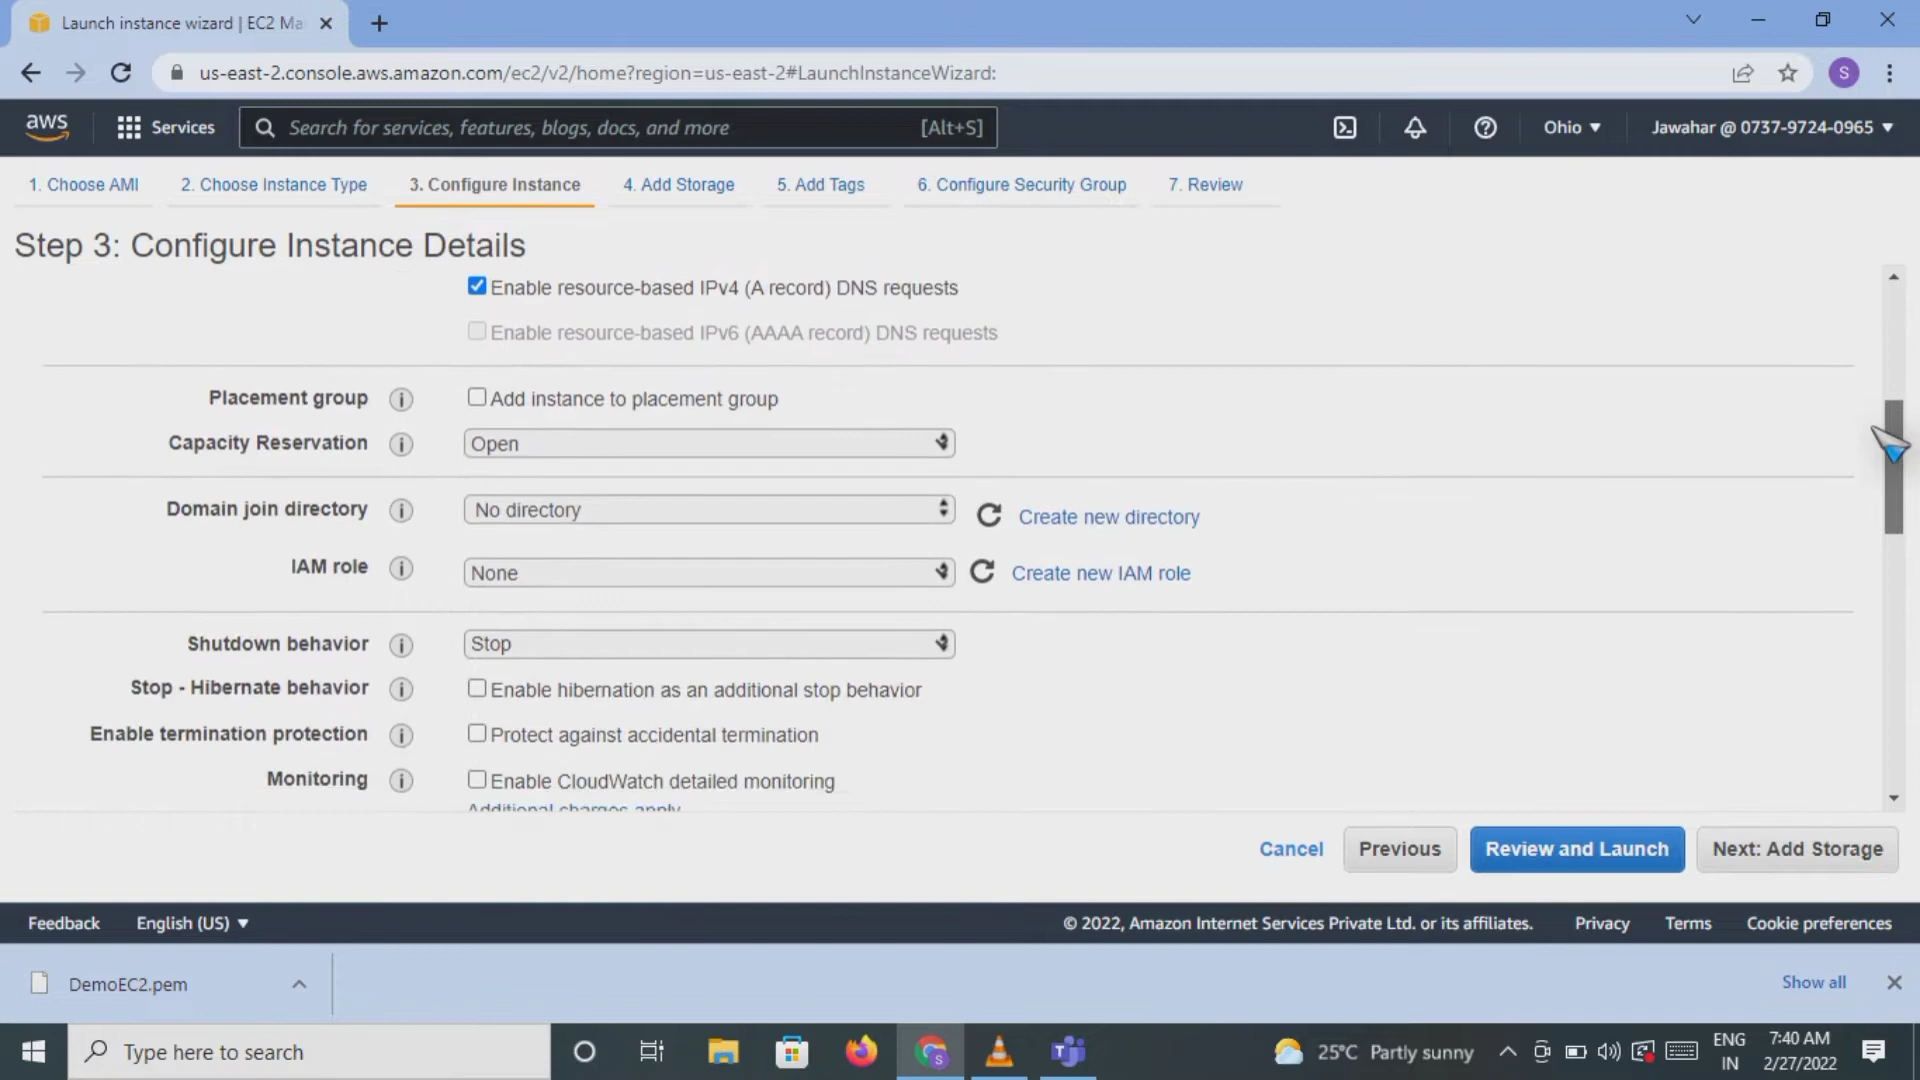 Launch instance wizard | EC2 Ma
us-east-2.console.aws.amazon.com/ec2/v2/home?region=us-east-2#LaunchInstanceWizard:
S
aws
Services
Search for services, features, blogs, docs, and more
[Alt+S]
Ohio
Jawahar @ 0737-9724-0965
1. Choose AMI
2. Choose Instance Type
3. Configure Instance
4. Add Storage
5. Add Tags
6. Configure Security Group
7. Review
Step 3: Configure Instance Details
Enable resource-based IPv4 (A record) DNS requests
Enable resource-based IPv6 (AAAA record) DNS requests
Placement group
Add instance to placement group
Capacity Reservation
Open
Domain join directory
No directory
Create new directory
IAM role
None
Create new IAM role
Shutdown behavior
Stop
Stop - Hibernate behavior
Enable hibernation as an additional stop behavior
Enable termination protection
Protect against accidental termination
Monitoring
Enable CloudWatch detailed monitoring
Additional charges apply
Cancel
Previous
Review and Launch
Next: Add Storage
Feedback
English (US)
© 2022, Amazon Internet Services Private Ltd. or its affiliates.
Privacy
Terms
Cookie preferences
DemoEC2.pem
Show all
Type here to search
25°C Partly sunny
ENG
IN
7:40 AM
2/27/2022